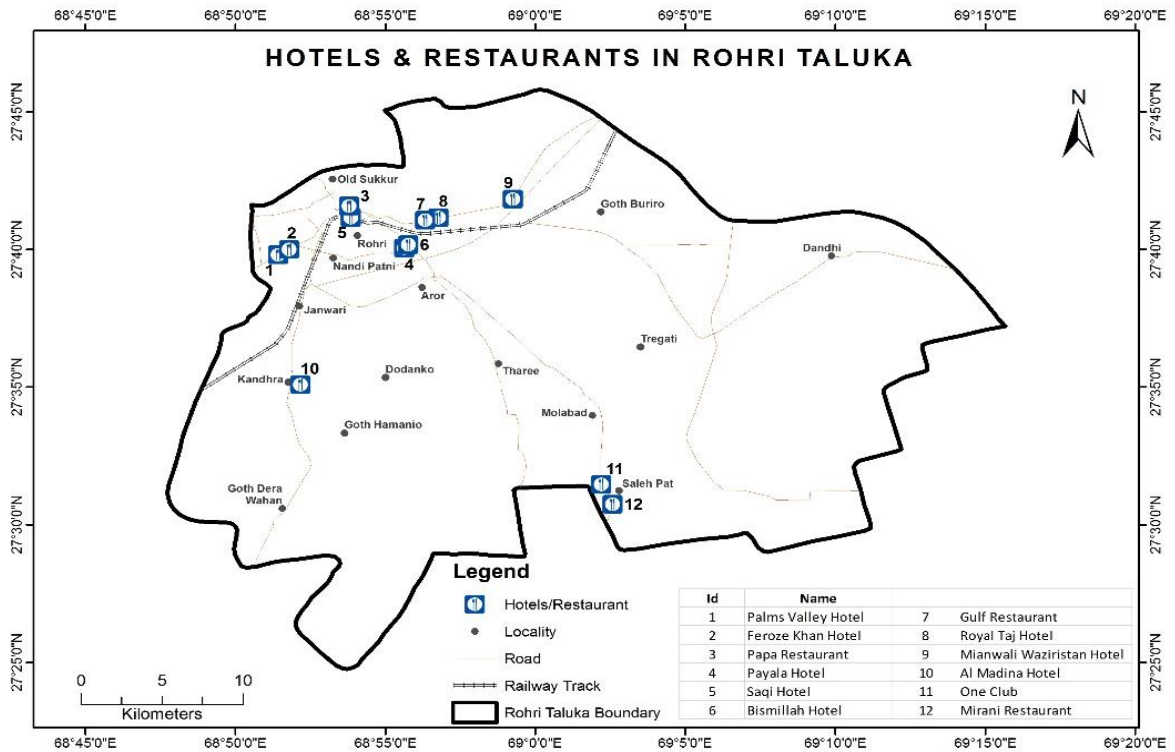 68°45'0"E 68°50'0"E 68°55'0"E 69°0'0"E 69°5'0"E 69°10'0"E 69°15'0"E 69°20'0"E
HOTELS & RESTAURANTS IN ROHRI TALUKA
N
27°45'0"N 27°45'0"N
Old Sukkur
3
9
7 8
Goth Buriro
5
Rohri
6
2
Dandhi
27°40'0"N 27°40'0"N
1
Nandi Patni
4
Aror
Janwari
Tregati
10
Kandhra
Dodanko
Tharee
27°35'0"N 27°35'0"N
Molabad
Goth Hamanio
11
Saleh Pat
Goth Dera
Wahan
12
27°30'0"N 27°30'0"N
Legend
Hotels/Restaurant
Locality
Road
Railway Track
Rohri Taluka Boundary
Id Name
1 Palms Valley Hotel 7 Gulf Restaurant
2 Feroze Khan Hotel 8 Royal Taj Hotel
3 Papa Restaurant 9 Mianwali Waziristan Hotel
4 Payala Hotel 10 Al Madina Hotel
5 Saqi Hotel 11 One Club
6 Bismillah Hotel 12 Mirani Restaurant
27°25'0"N 27°25'0"N
0 5 10
Kilometers
68°45'0"E 68°50'0"E 68°55'0"E 69°0'0"E 69°5'0"E 69°10'0"E 69°15'0"E 69°20'0"E